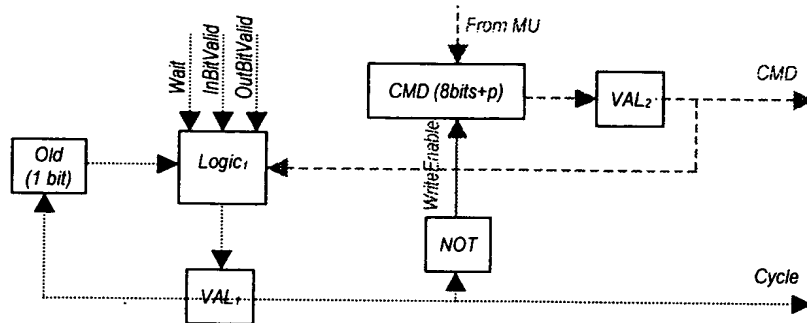 From MU
Wait
InBitValid
OutBitValid
CMD (8bits+p)
VAL₂
CMD
Old
(1 bit)
Logic₁
WriteEnable
NOT
VAL₁
Cycle